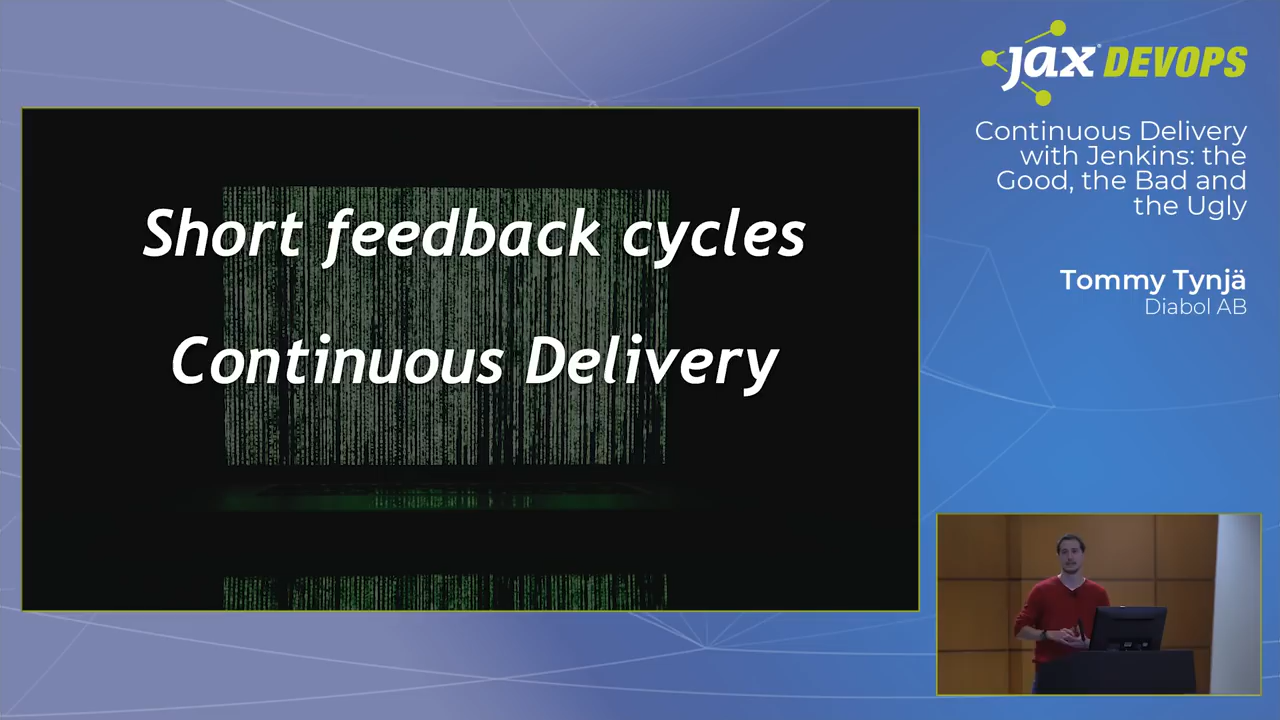 Short feedback cycles
Continuous Delivery
jax DEVOPS
Continuous Delivery
with Jenkins: the
Good, the Bad and
the Ugly
Tommy Tynjä
Diabol AB